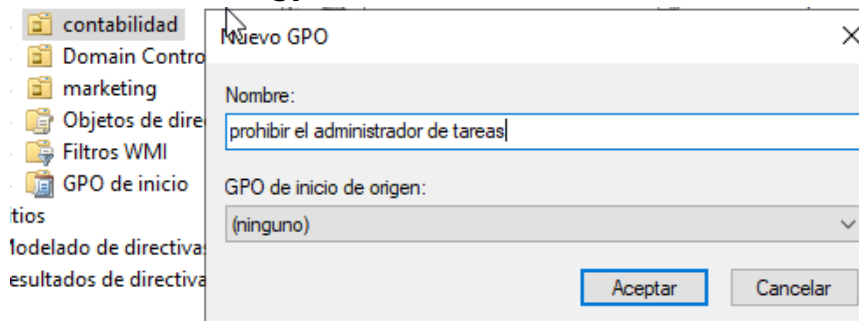 contabilidad
Domain Contro
marketing
Objetos de dire
Filtros WMI
GPO de inicio
itios
Modelado de directivas
esultados de directiva
Nuevo GPO
Nombre:
prohibir el administrador de tareas
GPO de inicio de origen:
(ninguno)
Aceptar
Cancelar